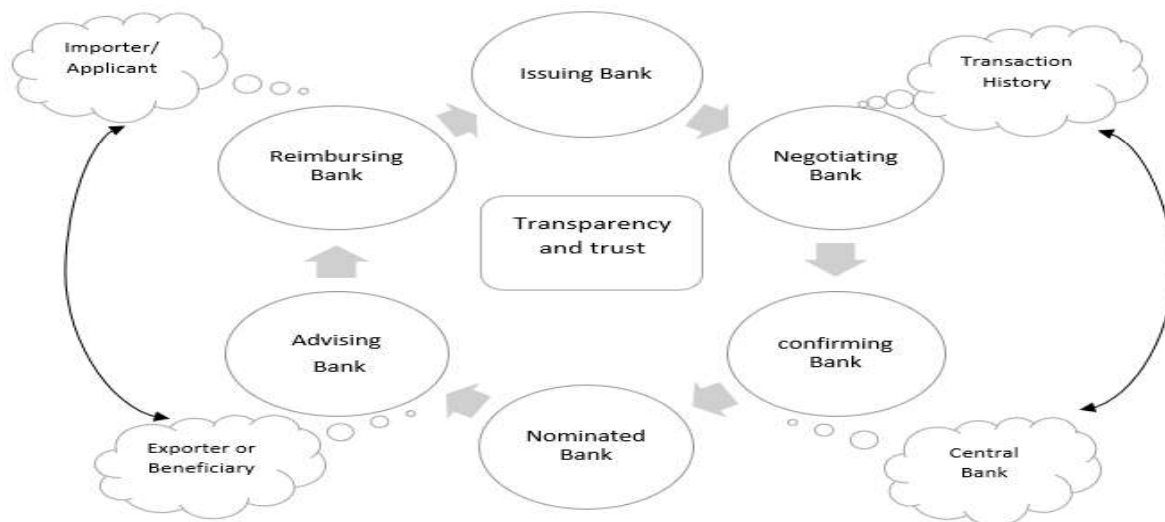 Importer/
Applicant
Issuing Bank
Transaction
History
Reimbursing
Bank
Negotiating
Bank
Transparency
and trust
Advising
Bank
confirming
Bank
Nominated
Bank
Exporter or
Beneficiary
Central
Bank